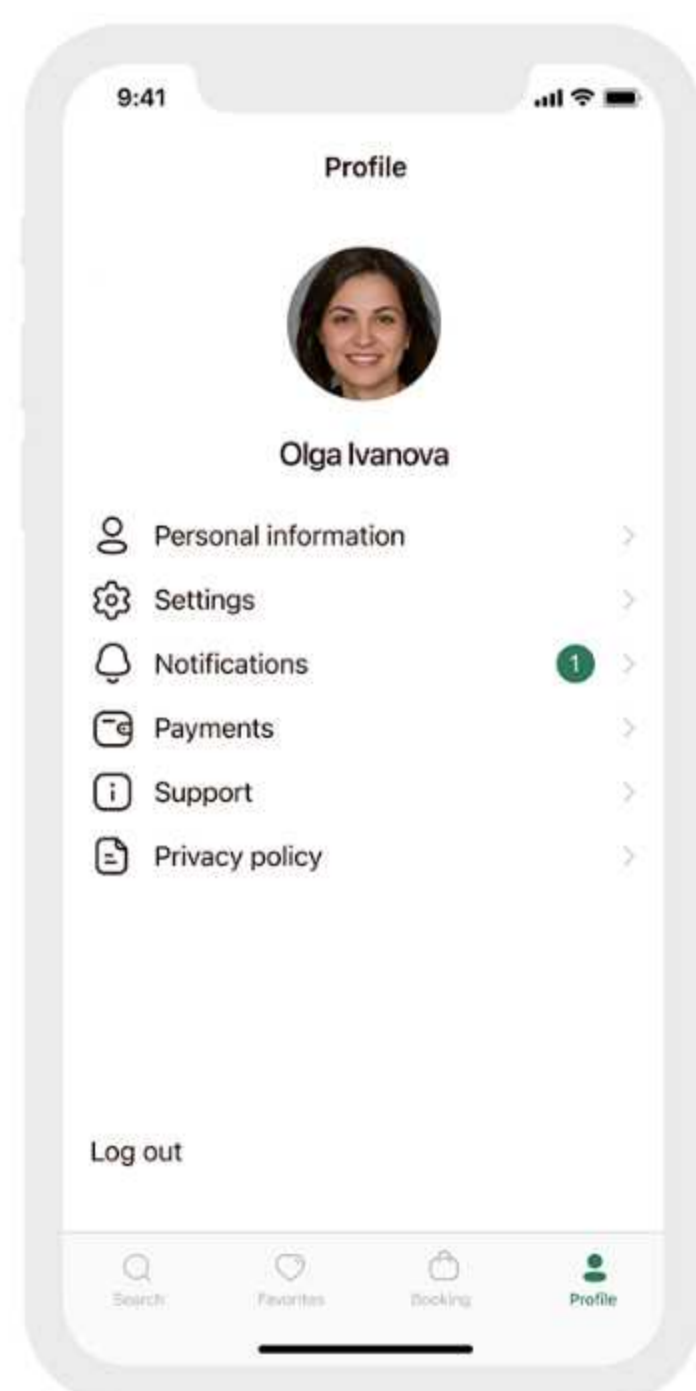 9:41
Profile
Olga Ivanova
Personal information
Settings
Notifications 1
Payments
Support
Privacy policy
Log out
Search Favorites Booking Profile